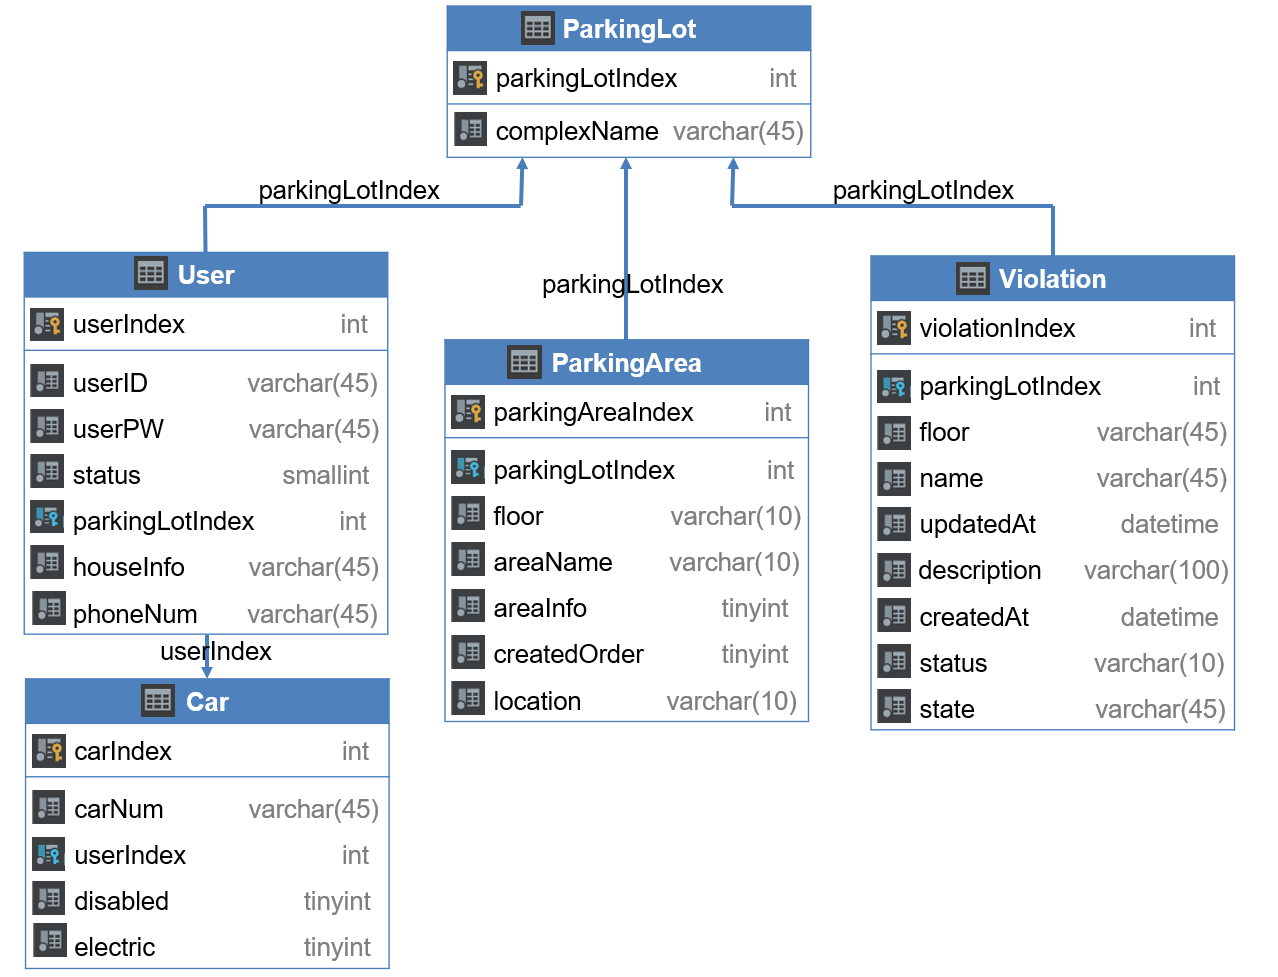 ParkingLot
parkingLotIndex int
complexName varchar(45)
parkingLotIndex
parkingLotIndex
parkingLotIndex
User
userIndex int
userID varchar(45)
userPW varchar(45)
status smallint
parkingLotIndex int
houseInfo varchar(45)
phoneNum varchar(45)
userIndex
Car
carIndex int
carNum varchar(45)
userIndex int
disabled tinyint
electric tinyint
ParkingArea
parkingAreaIndex int
parkingLotIndex int
floor varchar(10)
areaName varchar(10)
areaInfo tinyint
createdOrder tinyint
location varchar(10)
Violation
violationIndex int
parkingLotIndex int
floor varchar(45)
name varchar(45)
updatedAt datetime
description varchar(100)
createdAt datetime
status varchar(10)
state varchar(45)